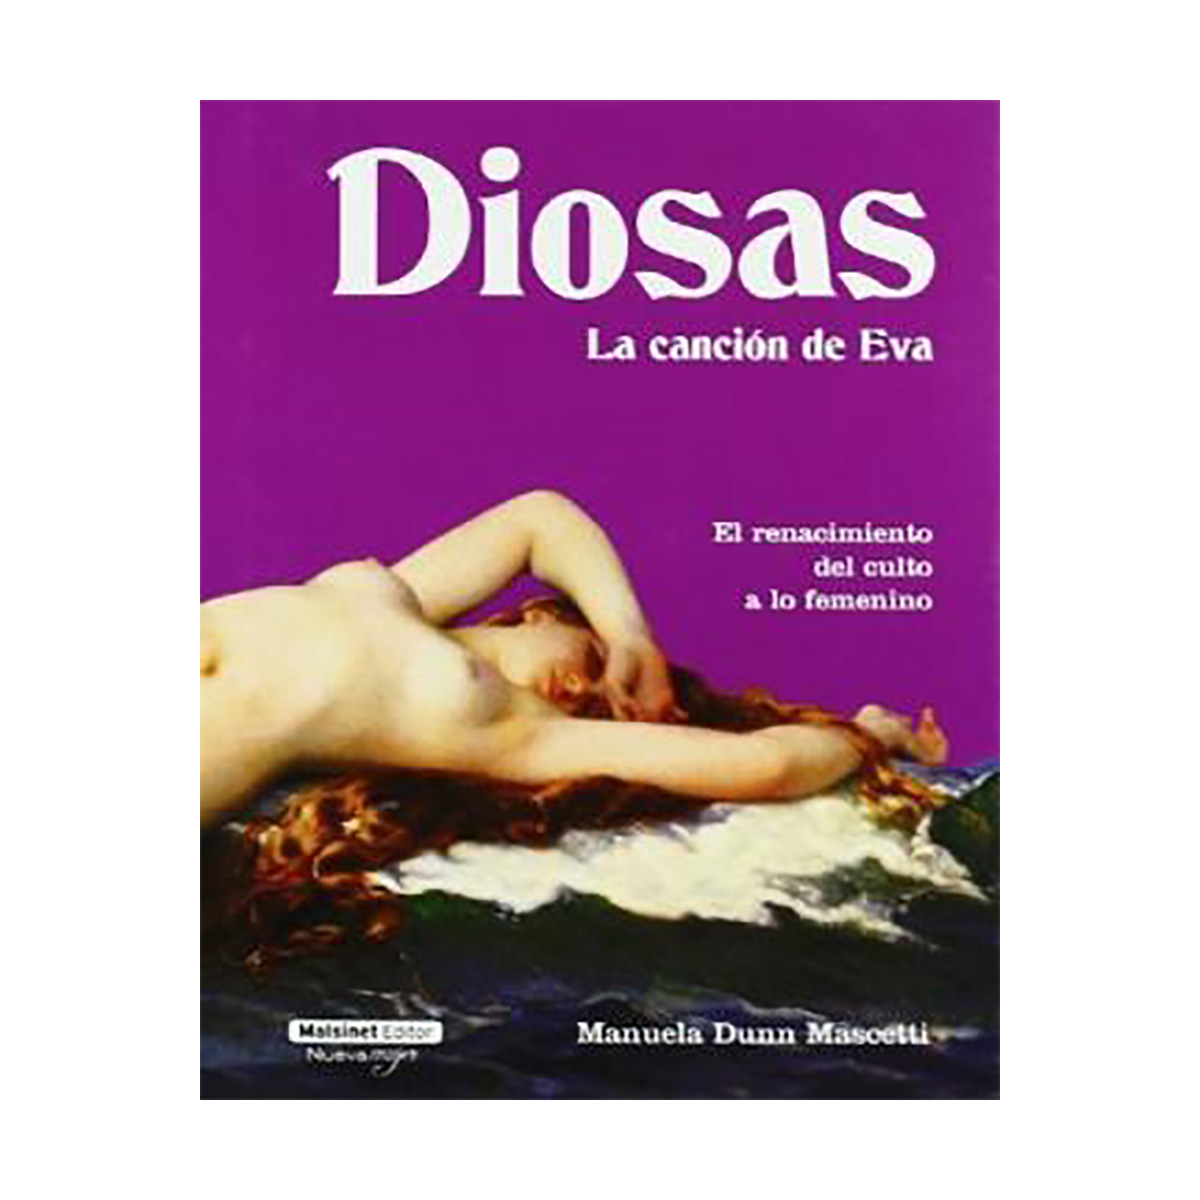 Diosas
La canción de Eva
El renacimiento
del culto
a lo femenino
Malsinet Editor
Nueva mujer
Manuela Dunn Mascetti